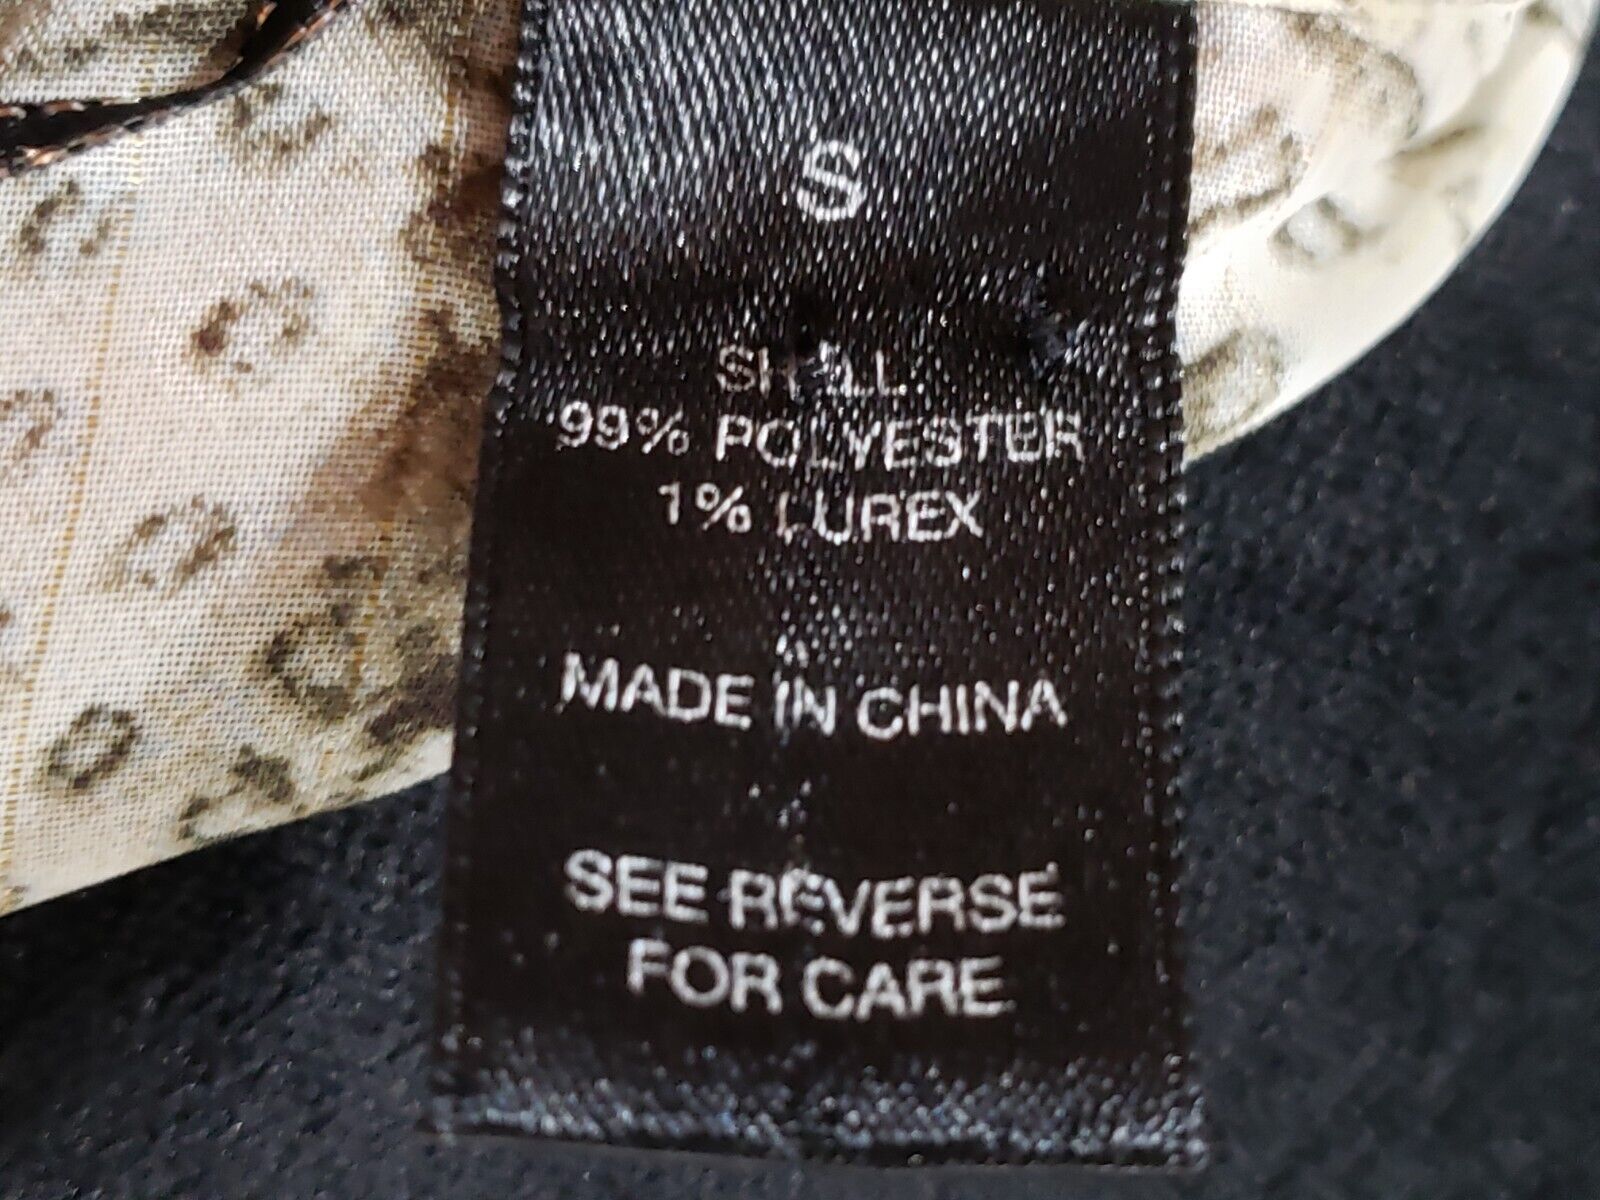 S
SHELL:
99% POLYESTER
1% LUREX
MADE IN CHINA
SEE REVERSE
FOR CARE